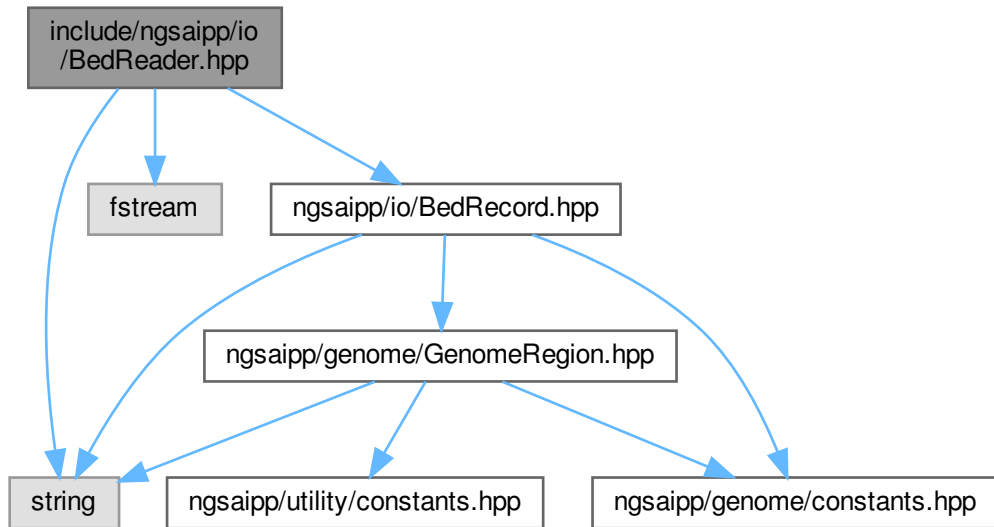 include/ngsaipp/io
/BedReader.hpp
fstream
ngsaipp/io/BedRecord.hpp
ngsaipp/genome/GenomeRegion.hpp
string
ngsaipp/utility/constants.hpp
ngsaipp/genome/constants.hpp